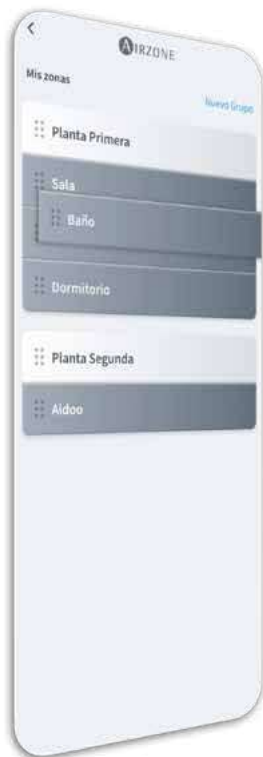 AIRZONE
Mis zonas
Nuevo Grupo
Planta Primera
Sala
Baño
Dormitorio
Planta Segunda
Aidoo